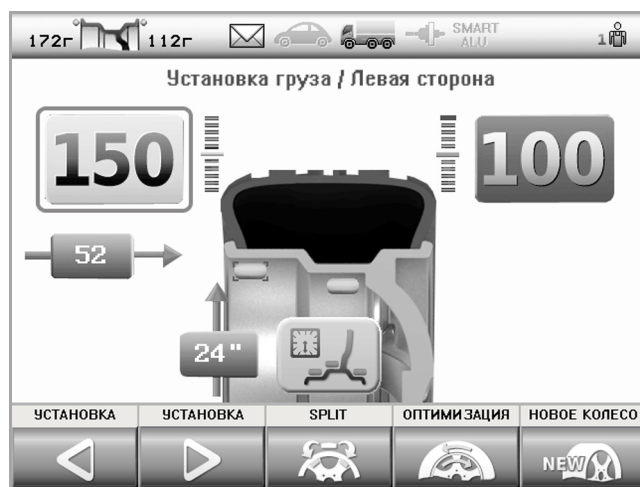 172г 112г SMART
ALU 1
Установка груза / Левая сторона
150 100
52
24"
УСТАНОВКА УСТАНОВКА SPLIT ОПТИМИЗАЦИЯ НОВОЕ КОЛЕСО
NEW